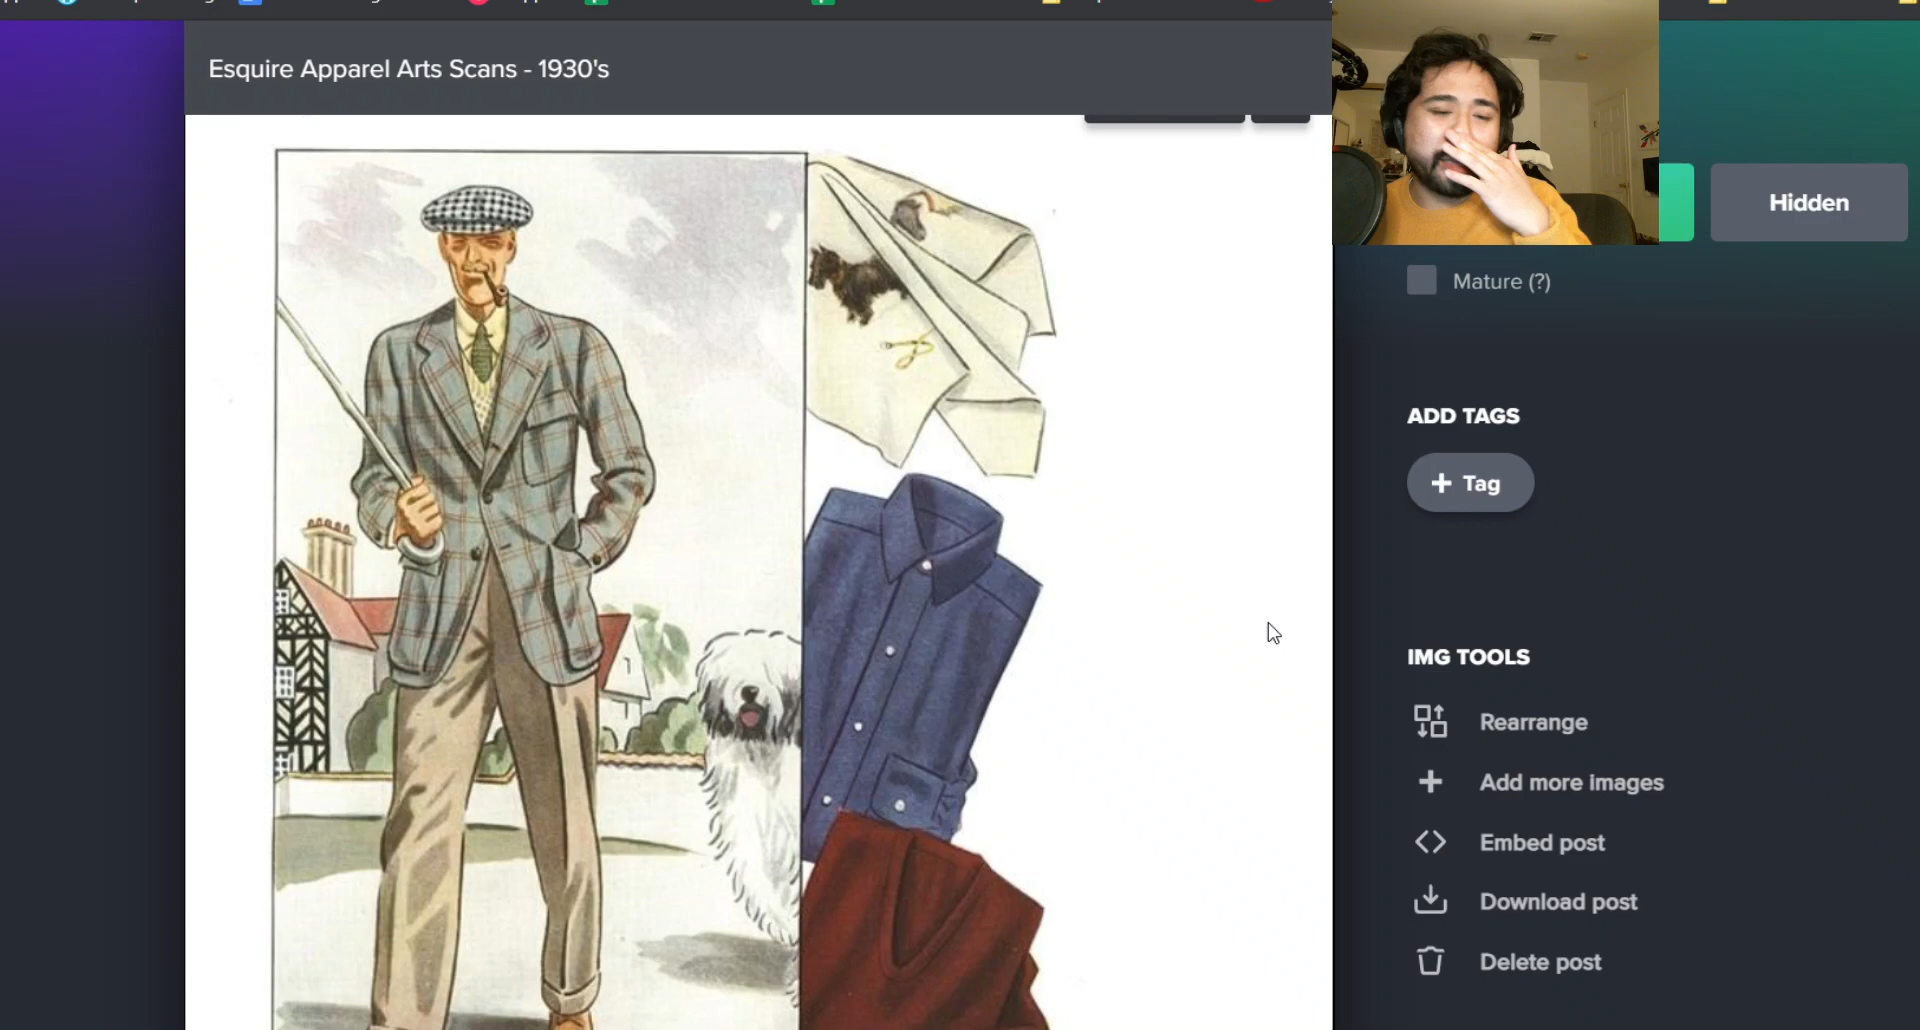 Esquire Apparel Arts Scans - 1930's
Hidden
Mature (?)
ADD TAGS
+ Tag
IMG TOOLS
Rearrange
Add more images
Embed post
Download post
Delete post